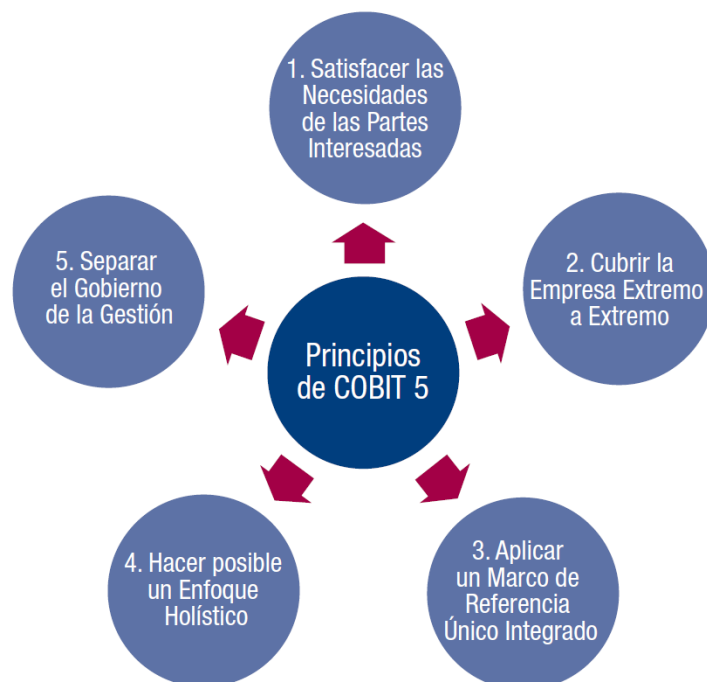 1. Satisfacer las
Necesidades
de las Partes
Interesadas
2. Cubrir la
Empresa Extremo
a Extremo
3. Aplicar
un Marco de
Referencia
Único Integrado
4. Hacer posible
un Enfoque
Holístico
5. Separar
el Gobierno
de la Gestión
Principios
de COBIT 5